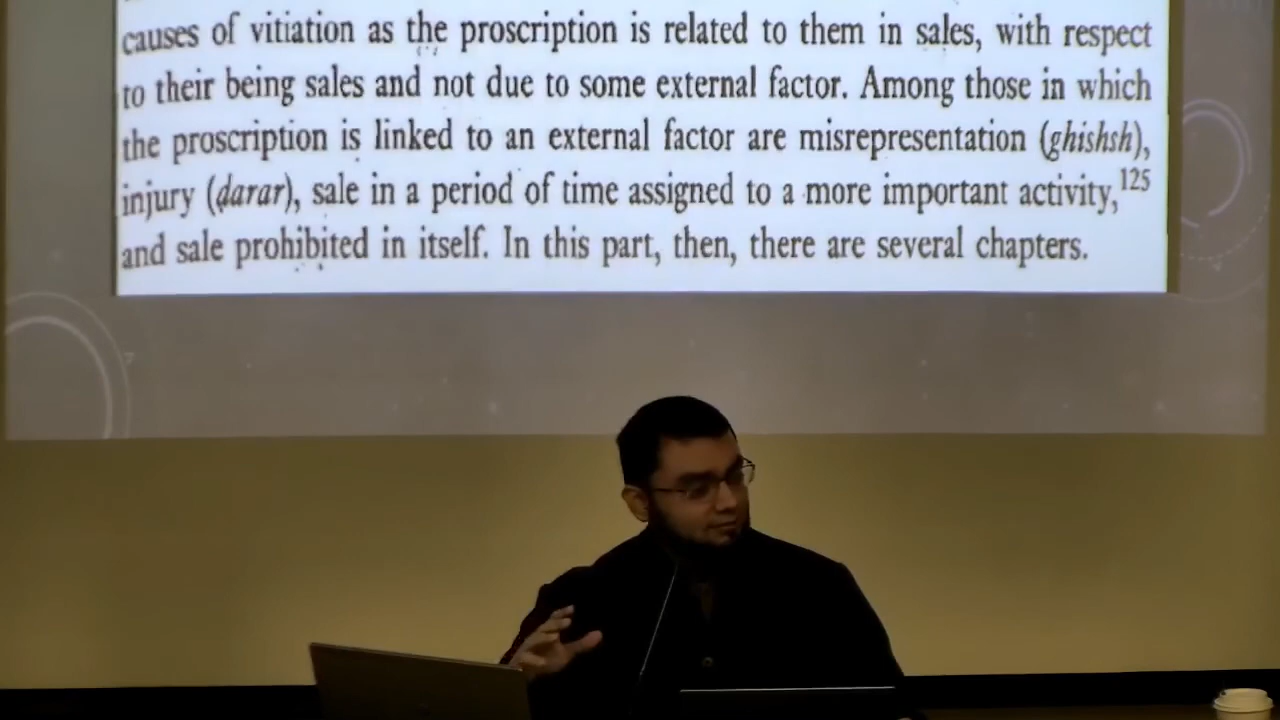 causes of vitiation as the proscription is related to them in sales, with respect
to their being sales and not due to some external factor. Among those in which
the proscription is linked to an external factor are misrepresentation (ghishsh),
injury (ḍarar), sale in a period of time assigned to a more important activity,125
and sale prohibited in itself. In this part, then, there are several chapters.